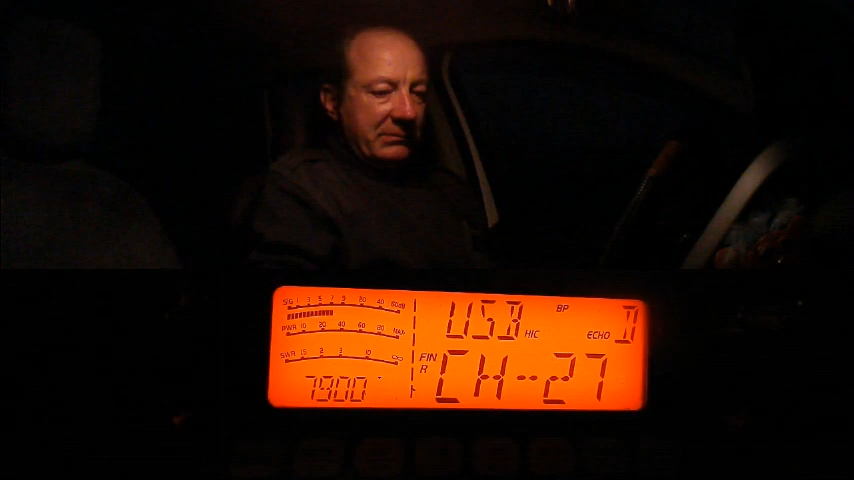 SIG 1 3 5 7 9 20 40 60dB
PWR 10 20 40 60 80 MAX
SWR 1.5 2 3 10 ∞
7900
USB HIC BP ECHO D
FIN R CH--27